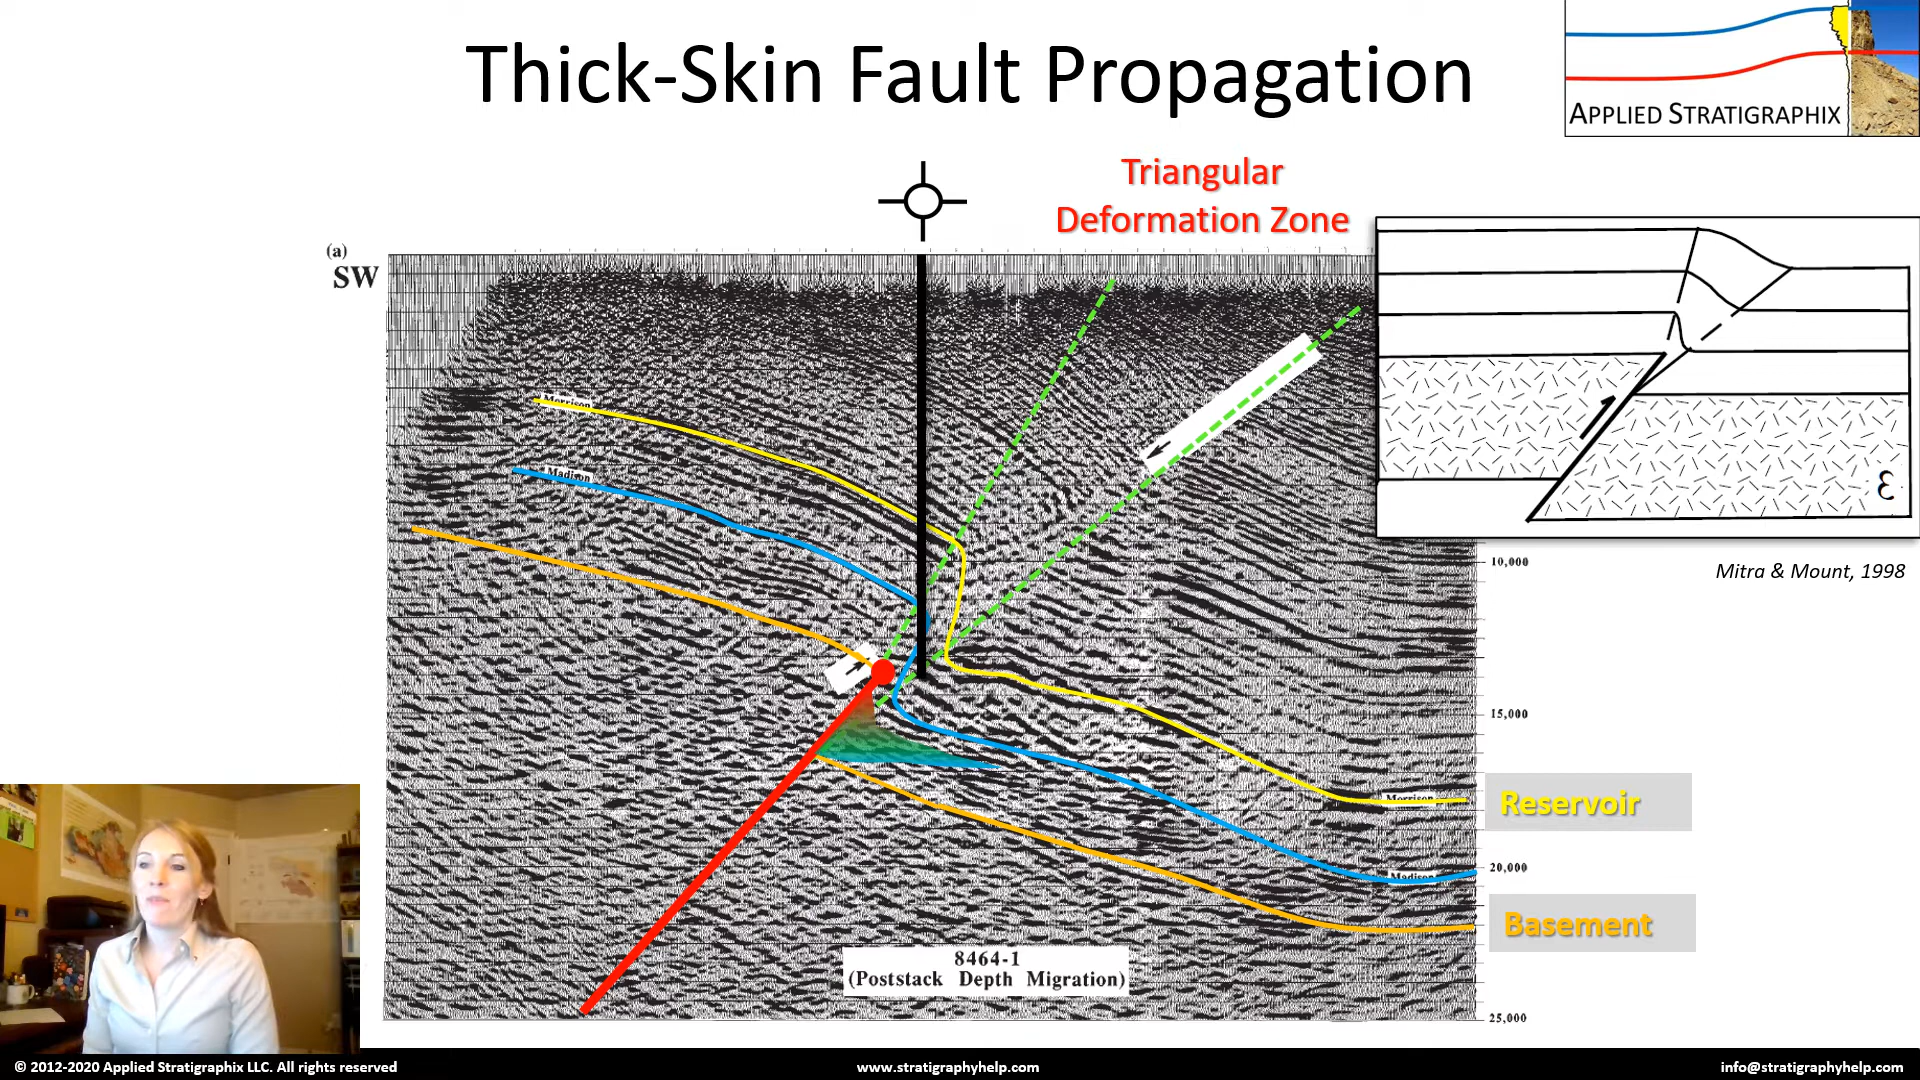 Thick-Skin Fault Propagation
APPLIED STRATIGRAPHIX
Triangular
Deformation Zone
(a)
SW
Morrison
Madison
Ɛ
10,000
Mitra & Mount, 1998
15,000
Morrison
Reservoir
20,000
Madison
Basement
8464-1
(Poststack Depth Migration)
25,000
© 2012-2020 Applied Stratigraphix LLC. All rights reserved
www.stratigraphyhelp.com
info@stratigraphyhelp.com